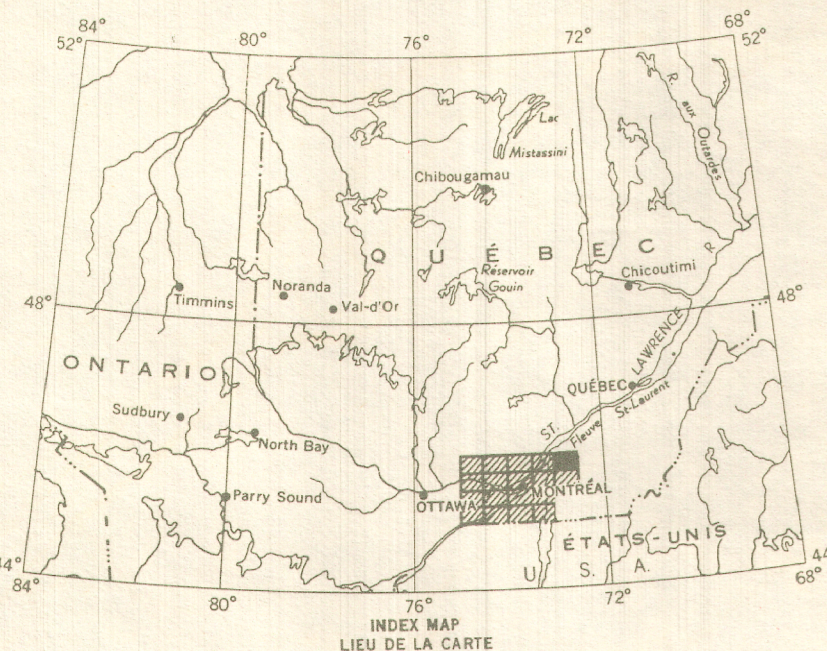 84°
80°
76°
72°
68°
52°
52°
R. aux Outardes
Lac
Mistassini
Chibougamau
QUÉBEC
R.
Chicoutimi
Réservoir
Gouin
Noranda
Timmins
Val-d'Or
48°
48°
ONTARIO
LAWRENCE
QUÉBEC
Sudbury
ST.
Fleuve St-Laurent
North Bay
Parry Sound
OTTAWA
MONTRÉAL
ÉTATS-UNIS
U. S. A.
44°
44°
84°
80°
76°
72°
68°
INDEX MAP
LIEU DE LA CARTE